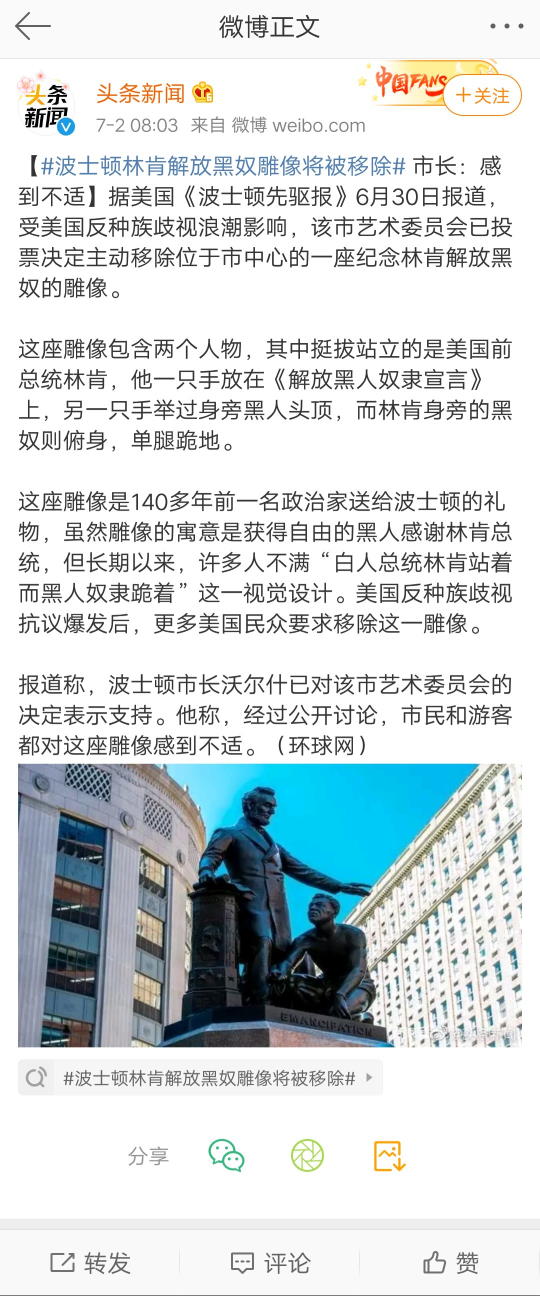 微博正文
头条
新闻
头条新闻
中国FANS
+关注
7-2 08:03 来自 微博 weibo.com
【#波士顿林肯解放黑奴雕像将被移除# 市长：感
到不适】据美国《波士顿先驱报》6月30日报道，
受美国反种族歧视浪潮影响，该市艺术委员会已投
票决定主动移除位于市中心的一座纪念林肯解放黑
奴的雕像。
这座雕像包含两个人物，其中挺拔站立的是美国前
总统林肯，他一只手放在《解放黑人奴隶宣言》
上，另一只手举过身旁黑人头顶，而林肯身旁的黑
奴则俯身，单腿跪地。
这座雕像是140多年前一名政治家送给波士顿的礼
物，虽然雕像的寓意是获得自由的黑人感谢林肯总
统，但长期以来，许多人不满“白人总统林肯站着
而黑人奴隶跪着”这一视觉设计。美国反种族歧视
抗议爆发后，更多美国民众要求移除这一雕像。
报道称，波士顿市长沃尔什已对该市艺术委员会的
决定表示支持。他称，经过公开讨论，市民和游客
都对这座雕像感到不适。（环球网）
EMANCIPATION
#波士顿林肯解放黑奴雕像将被移除#
分享
转发
评论
赞